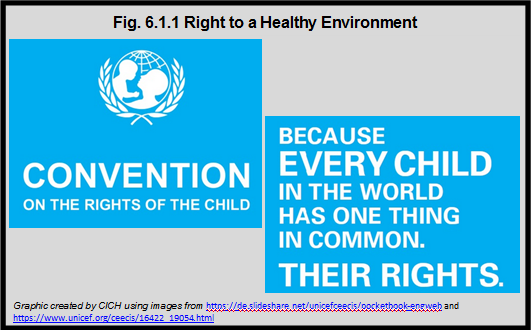 Fig. 6.1.1 Right to a Healthy Environment
CONVENTION
ON THE RIGHTS OF THE CHILD
BECAUSE
EVERY CHILD
IN THE WORLD
HAS ONE THING
IN COMMON.
THEIR RIGHTS.
Graphic created by CICH using images from https://de.slideshare.net/unicefceecis/pocketbook-engweb and
https://www.unicef.org/ceecis/16422_19054.html